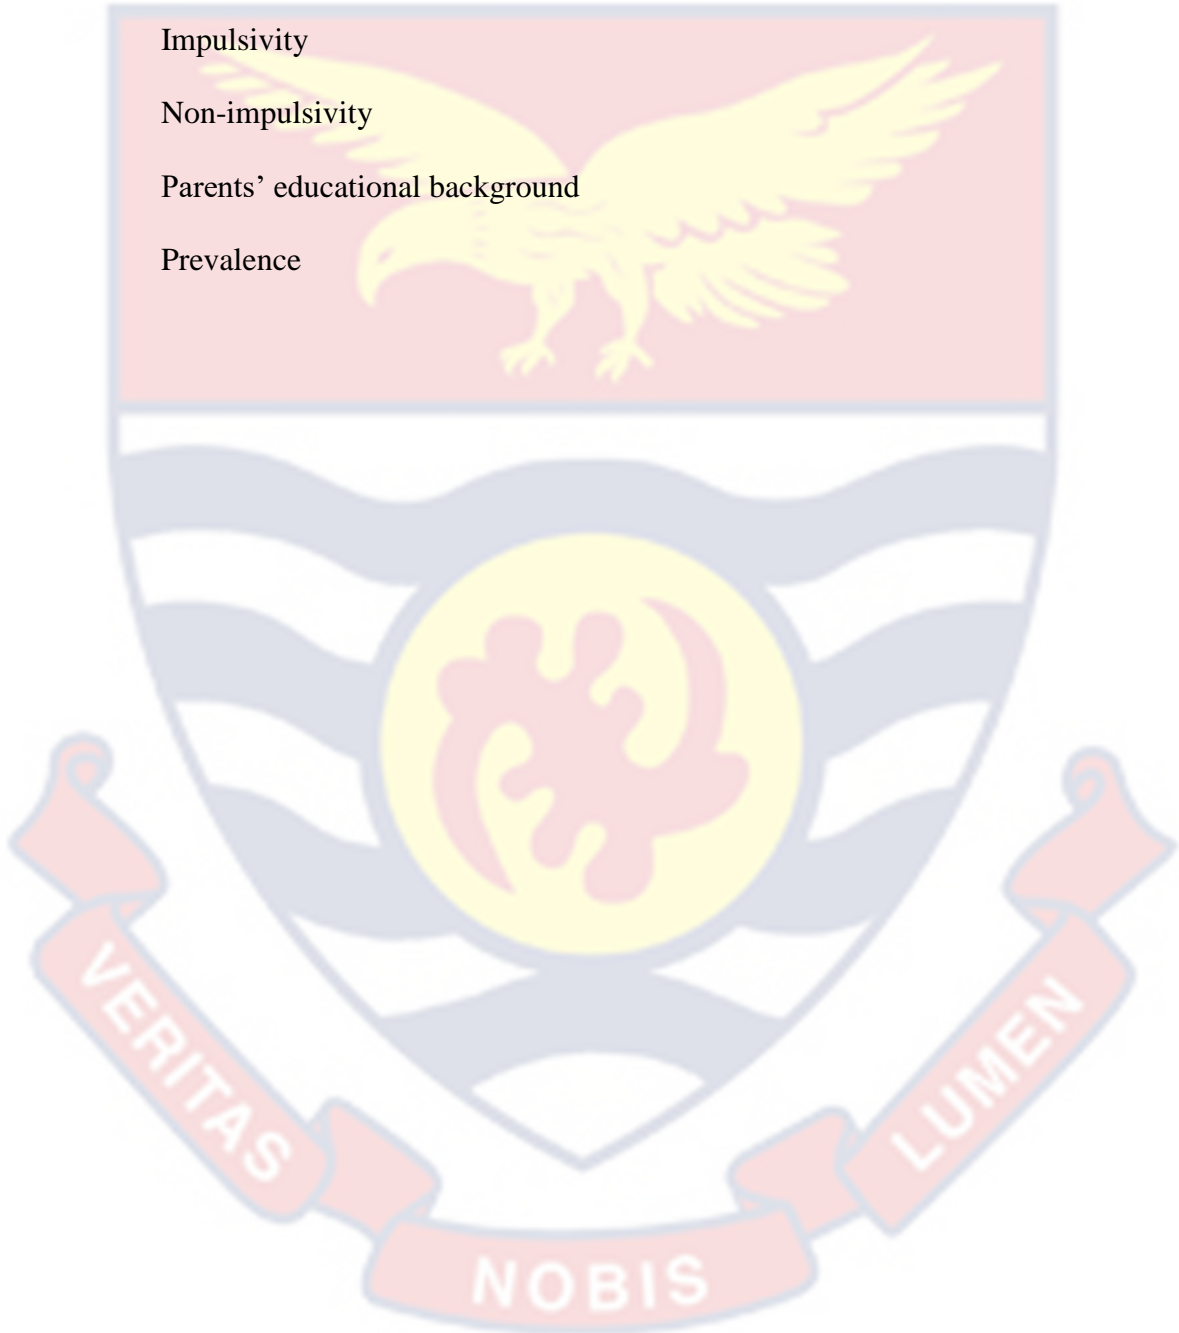 Impulsivity
Non-impulsivity
Parents’ educational background
Prevalence
VERITAS
NOBIS
LUMEN